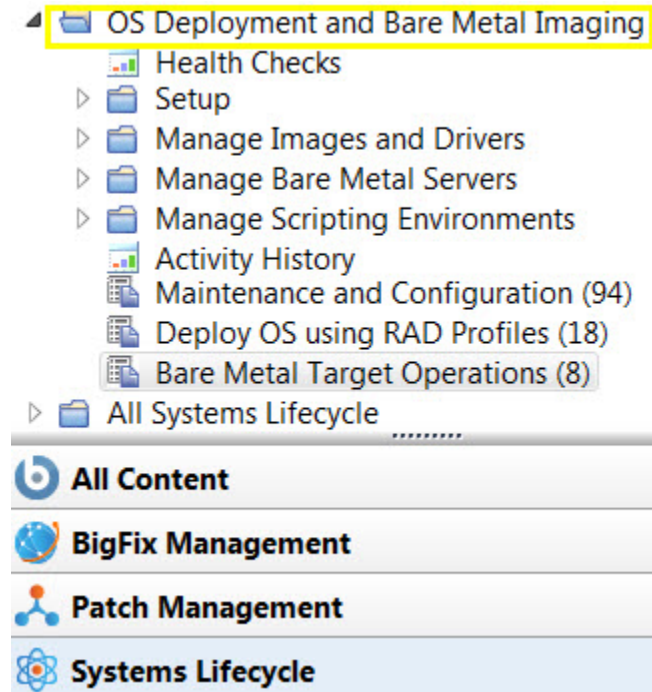 OS Deployment and Bare Metal Imaging
Health Checks
Setup
Manage Images and Drivers
Manage Bare Metal Servers
Manage Scripting Environments
Activity History
Maintenance and Configuration (94)
Deploy OS using RAD Profiles (18)
Bare Metal Target Operations (8)
All Systems Lifecycle
All Content
BigFix Management
Patch Management
Systems Lifecycle